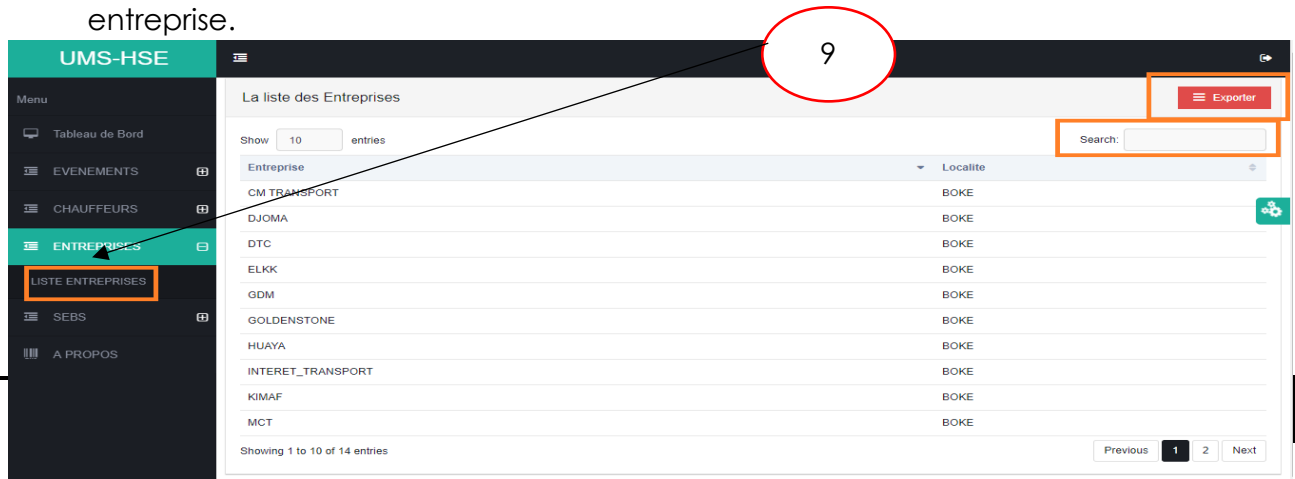 entreprise.
UMS-HSE
9
Menu
La liste des Entreprises
Exporter
Tableau de Bord
Show 10 entries
Search:
EVENEMENTS
Entreprise Localite
CM TRANSPORT BOKE
CHAUFFEURS
DJOMA BOKE
ENTREPRISES
DTC BOKE
ELKK BOKE
LISTE ENTREPRISES
GDM BOKE
SEBS
GOLDENSTONE BOKE
HUAYA BOKE
A PROPOS
INTERET_TRANSPORT BOKE
KIMAF BOKE
MCT BOKE
Showing 1 to 10 of 14 entries
Previous 1 2 Next